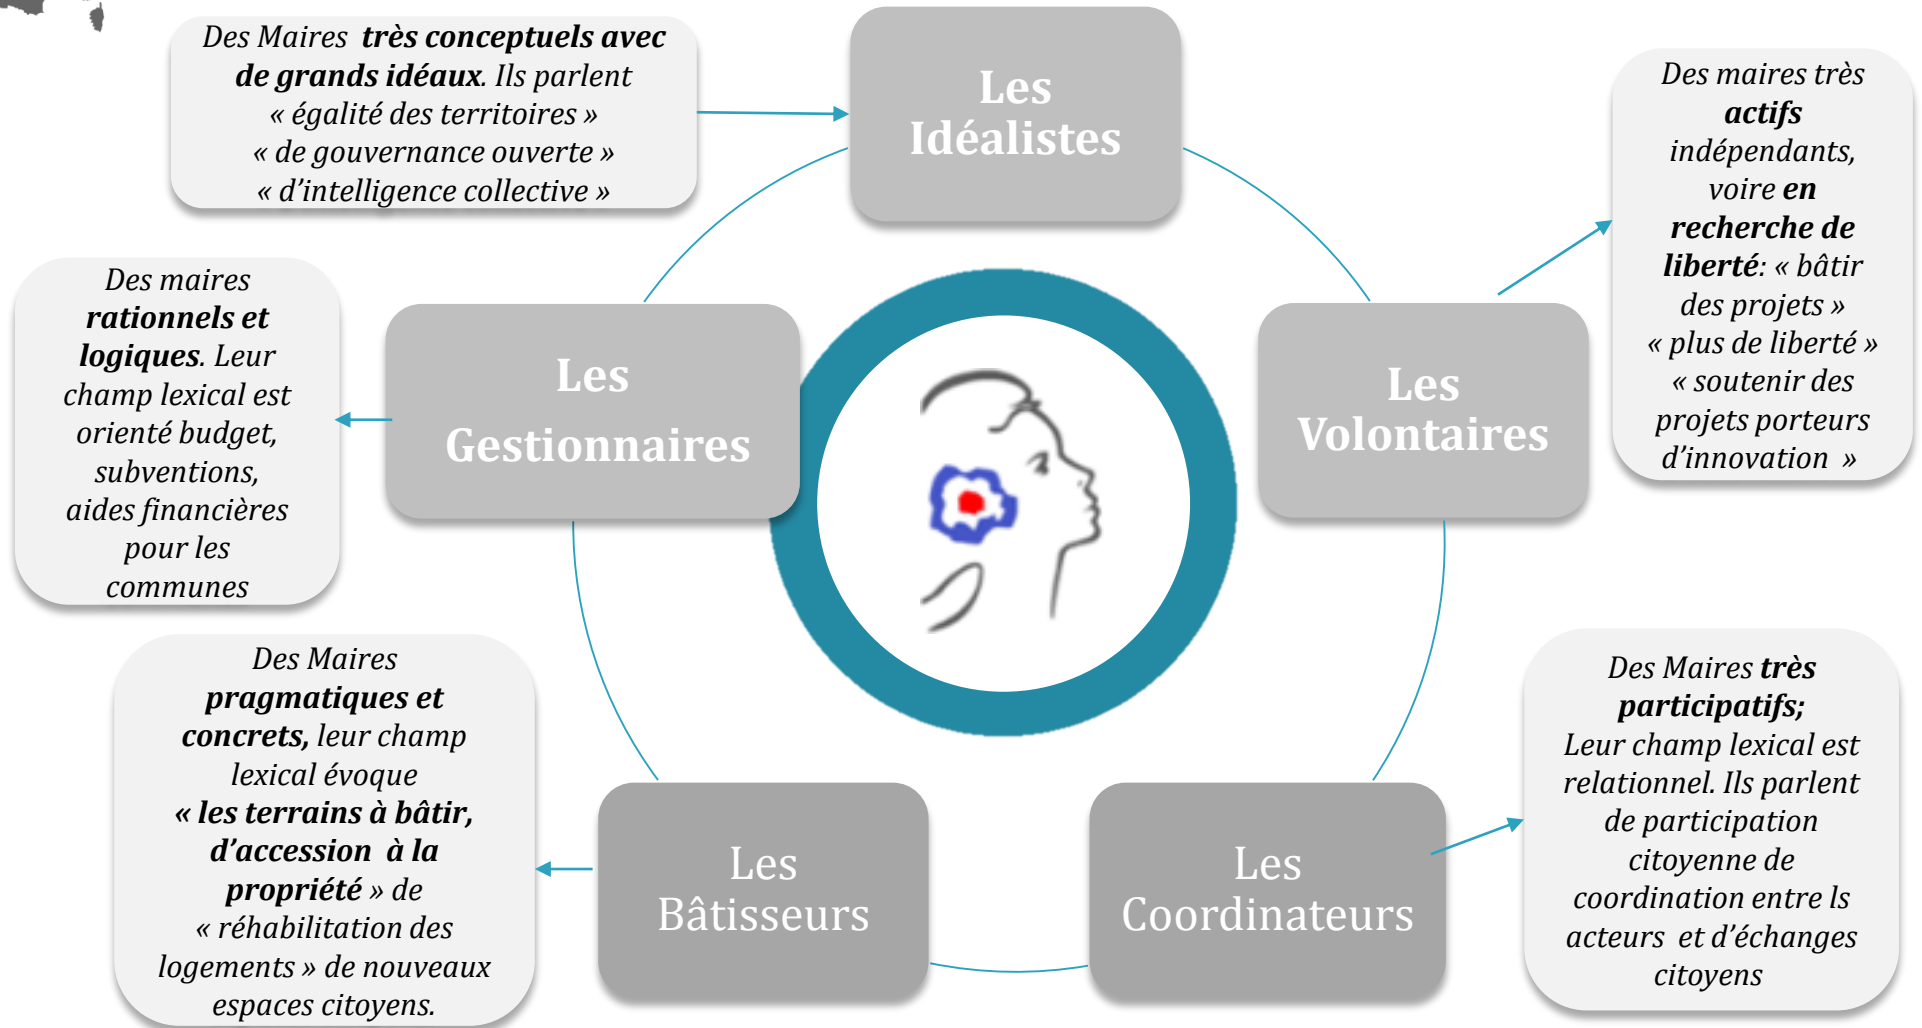 Des Maires très conceptuels avec
de grands idéaux. Ils parlent
« égalité des territoires »
« de gouvernance ouverte »
« d’intelligence collective »
Les
Idéalistes
Des maires très
actifs
indépendants,
voire en
recherche de
liberté: « bâtir
des projets »
« plus de liberté »
« soutenir des
projets porteurs
d’innovation »
Des maires
rationnels et
logiques. Leur
champ lexical est
orienté budget,
subventions,
aides financières
pour les
communes
Les
Gestionnaires
Les
Volontaires
Des Maires
pragmatiques et
concrets, leur champ
lexical évoque
« les terrains à bâtir,
d’accession à la
propriété » de
« réhabilitation des
logements » de nouveaux
espaces citoyens.
Les
Bâtisseurs
Les
Coordinateurs
Des Maires très
participatifs;
Leur champ lexical est
relationnel. Ils parlent
de participation
citoyenne de
coordination entre ls
acteurs et d’échanges
citoyens